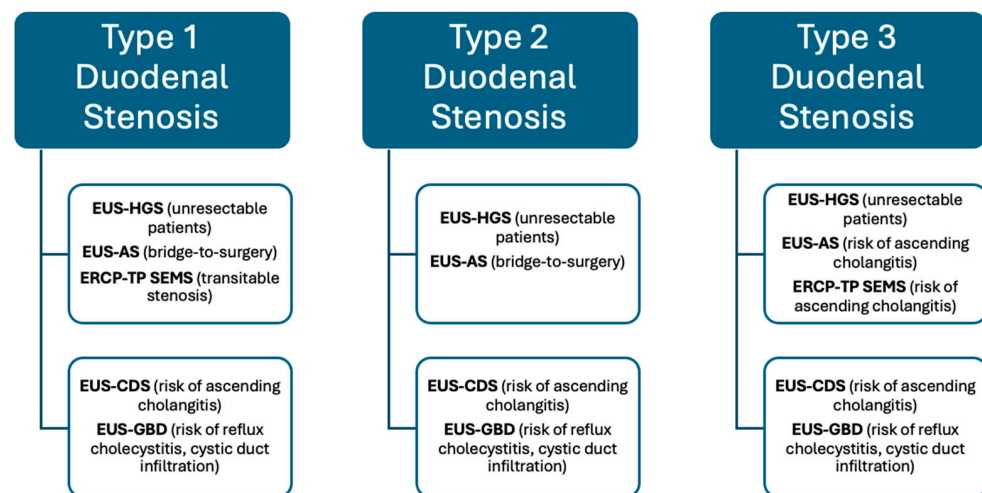 Type 1
Duodenal
Stenosis
EUS-HGS (unresectable
patients)
EUS-AS (bridge-to-surgery)
ERCP-TP SEMS (transitable
stenosis)
EUS-CDS (risk of ascending
cholangitis)
EUS-GBD (risk of reflux
cholecystitis, cystic duct
infiltration)
Type 2
Duodenal
Stenosis
EUS-HGS (unresectable
patients)
EUS-AS (bridge-to-surgery)
EUS-CDS (risk of ascending
cholangitis)
EUS-GBD (risk of reflux
cholecystitis, cystic duct
infiltration)
Type 3
Duodenal
Stenosis
EUS-HGS (unresectable
patients)
EUS-AS (risk of ascending
cholangitis)
ERCP-TP SEMS (risk of
ascending cholangitis)
EUS-CDS (risk of ascending
cholangitis)
EUS-GBD (risk of reflux
cholecystitis, cystic duct
infiltration)